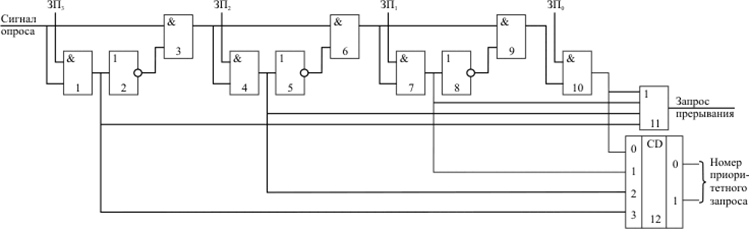 ЗП₃ ЗП₂ ЗП₁ ЗП₀
Сигнал
опроса
& & &
3 6 9
& 1 & 1 & 1 &
1 2 4 5 7 8 10
1
11
Запрос
прерывания
CD
0
1
2
3
12
0
1
Номер
приори-
тетного
запроса